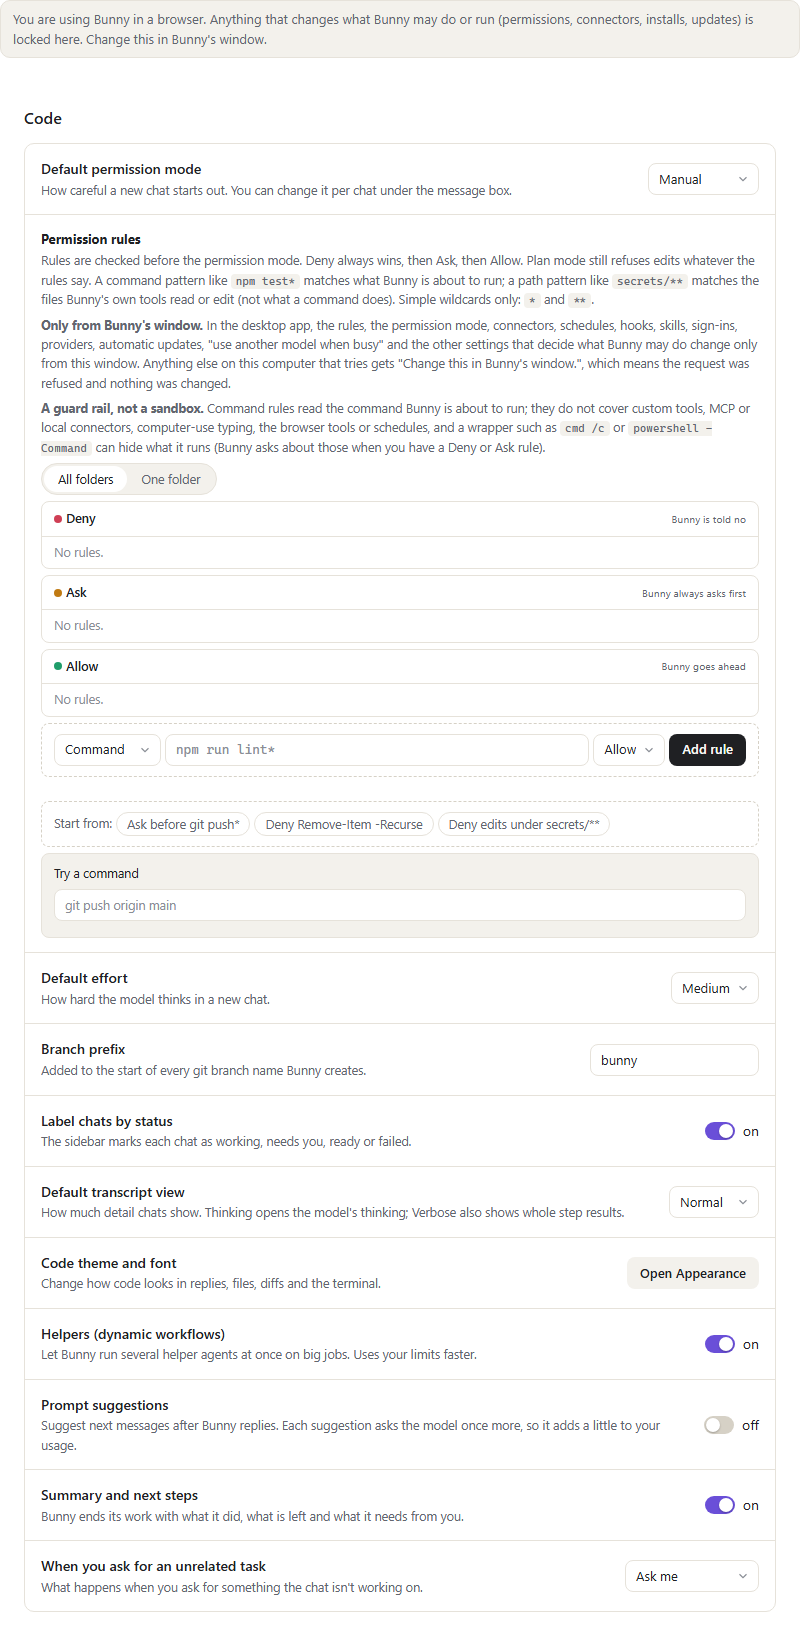 You are using Bunny in a browser. Anything that changes what Bunny may do or run (permissions, connectors, installs, updates) is
locked here. Change this in Bunny's window.
Code
Default permission mode
How careful a new chat starts out. You can change it per chat under the message box.
Manual
Permission rules
Rules are checked before the permission mode. Deny always wins, then Ask, then Allow. Plan mode still refuses edits whatever the
rules say. A command pattern like npm test* matches what Bunny is about to run; a path pattern like secrets/** matches the
files Bunny's own tools read or edit (not what a command does). Simple wildcards only: * and **.
Only from Bunny's window. In the desktop app, the rules, the permission mode, connectors, schedules, hooks, skills, sign-ins,
providers, automatic updates, "use another model when busy" and the other settings that decide what Bunny may do change only
from this window. Anything else on this computer that tries gets "Change this in Bunny's window.", which means the request was
refused and nothing was changed.
A guard rail, not a sandbox. Command rules read the command Bunny is about to run; they do not cover custom tools, MCP or
local connectors, computer-use typing, the browser tools or schedules, and a wrapper such as cmd /c or powershell -
Command can hide what it runs (Bunny asks about those when you have a Deny or Ask rule).
All folders One folder
Deny Bunny is told no
No rules.
Ask Bunny always asks first
No rules.
Allow Bunny goes ahead
No rules.
Command npm run lint* Allow Add rule
Start from: Ask before git push* Deny Remove-Item -Recurse Deny edits under secrets/**
Try a command
git push origin main
Default effort
How hard the model thinks in a new chat.
Medium
Branch prefix
Added to the start of every git branch name Bunny creates.
bunny
Label chats by status
The sidebar marks each chat as working, needs you, ready or failed.
on
Default transcript view
How much detail chats show. Thinking opens the model's thinking; Verbose also shows whole step results.
Normal
Code theme and font
Change how code looks in replies, files, diffs and the terminal.
Open Appearance
Helpers (dynamic workflows)
Let Bunny run several helper agents at once on big jobs. Uses your limits faster.
on
Prompt suggestions
Suggest next messages after Bunny replies. Each suggestion asks the model once more, so it adds a little to your
usage.
off
Summary and next steps
Bunny ends its work with what it did, what is left and what it needs from you.
on
When you ask for an unrelated task
What happens when you ask for something the chat isn't working on.
Ask me